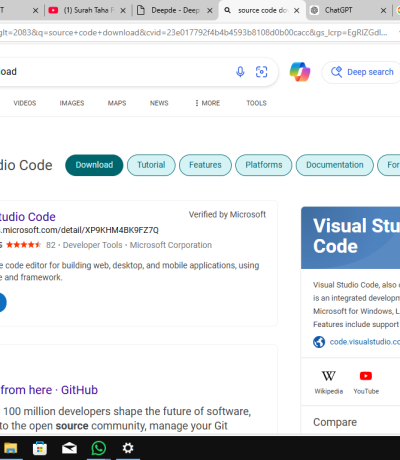 T
(1) Surah Taha F
Deepde - Deep
source code do
ChatGPT
glt=2083&q=source+code+download&cvid=23e017792f4b4b4593b8108d0b00cacc&gs_lcrp=EgRlZGdl...
oad
Deep search
VIDEOS IMAGES MAPS NEWS MORE TOOLS
dio Code
Download
Tutorial
Features
Platforms
Documentation
For
tudio Code
Verified by Microsoft
.microsoft.com/detail/XP9KHM4BK9FZ7Q
5 82 · Developer Tools · Microsoft Corporation
e code editor for building web, desktop, and mobile applications, using
e and framework.
Visual Stu
Code
Visual Studio Code, also c
is an integrated developm
Microsoft for Windows, L
Features include support
code.visualstudio.co
W
Wikipedia
YouTube
Compare
from here · GitHub
100 million developers shape the future of software,
to the open source community, manage your Git